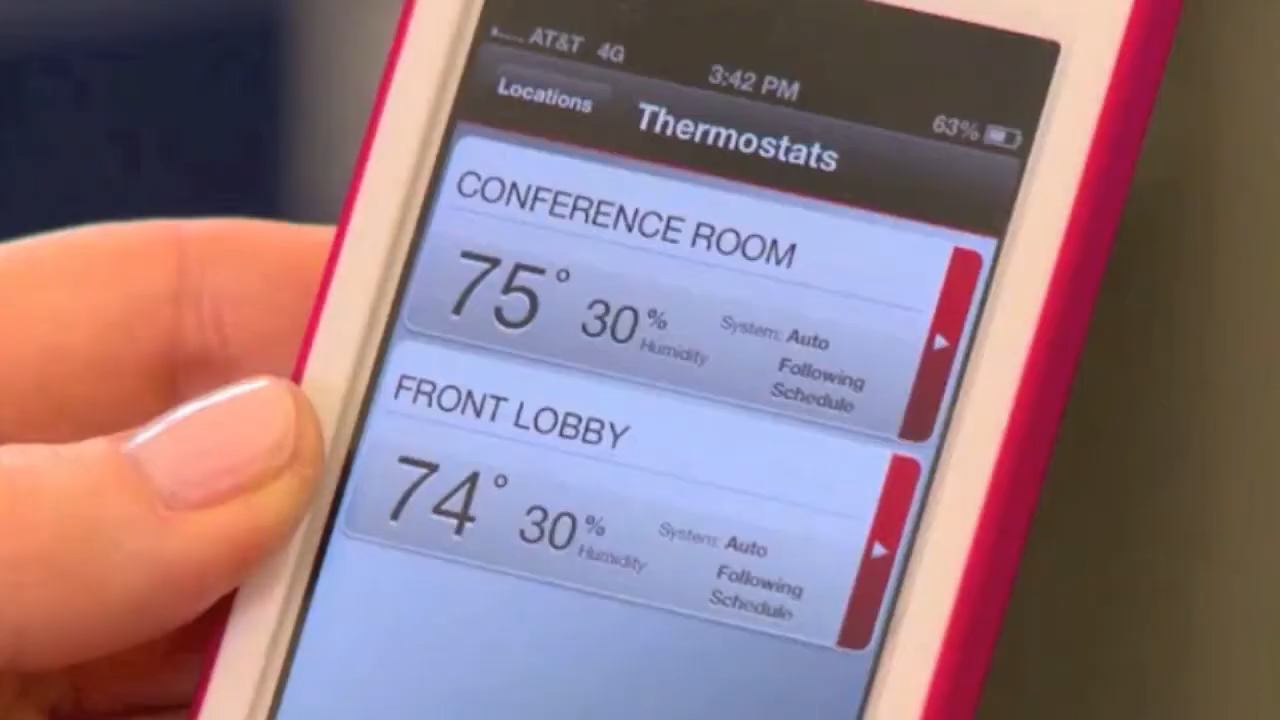 AT&T 4G 3:42 PM 63%
Locations Thermostats
CONFERENCE ROOM
75° 30% Humidity System: Auto
Following
Schedule
FRONT LOBBY
74° 30% Humidity System: Auto
Following
Schedule